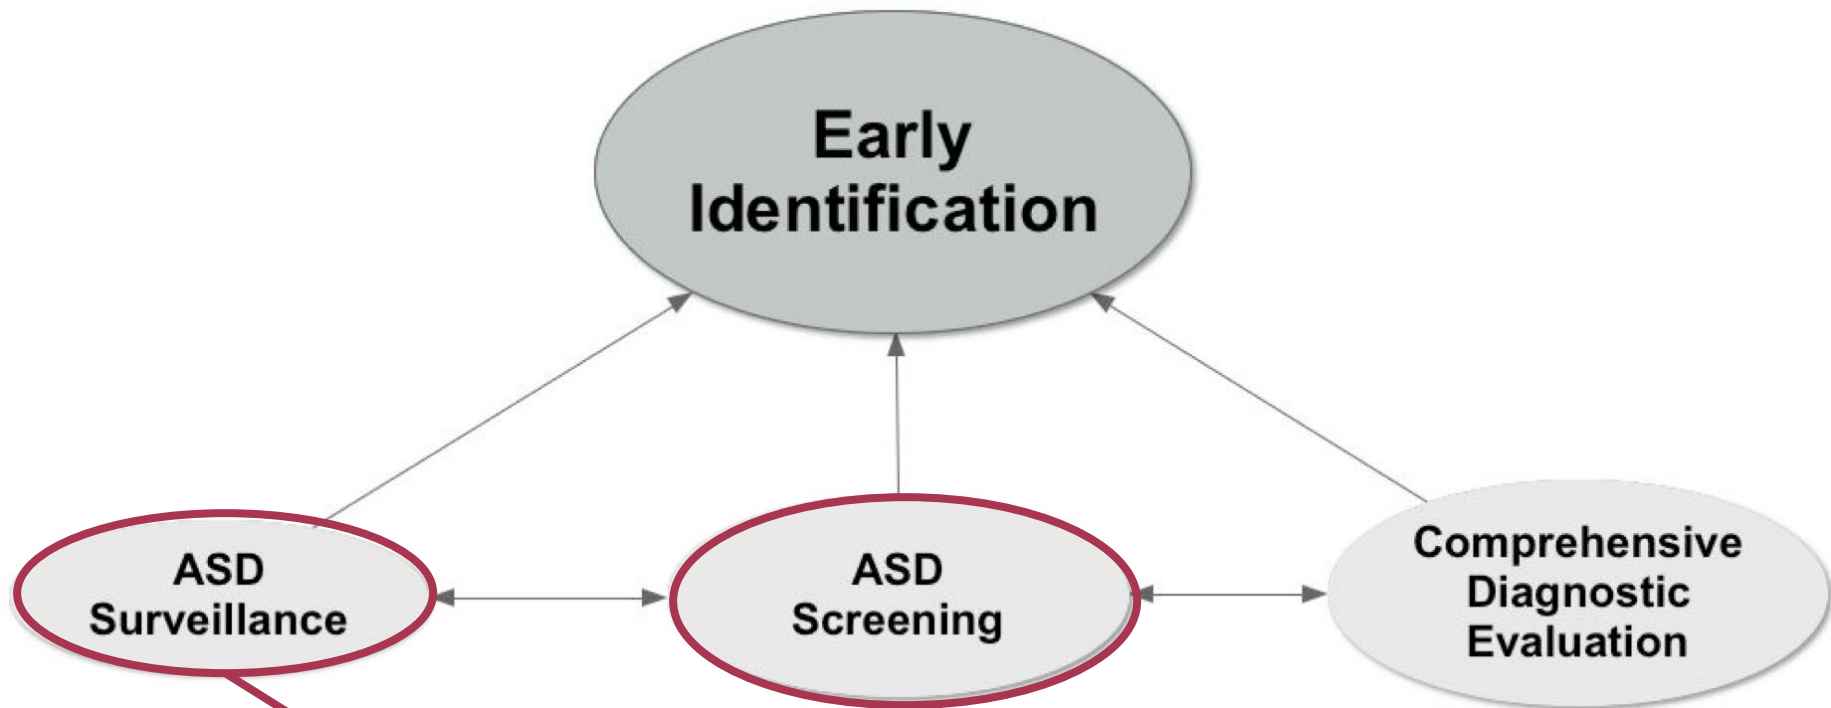 Early
Identification
ASD
Surveillance
ASD
Screening
Comprehensive
Diagnostic
Evaluation